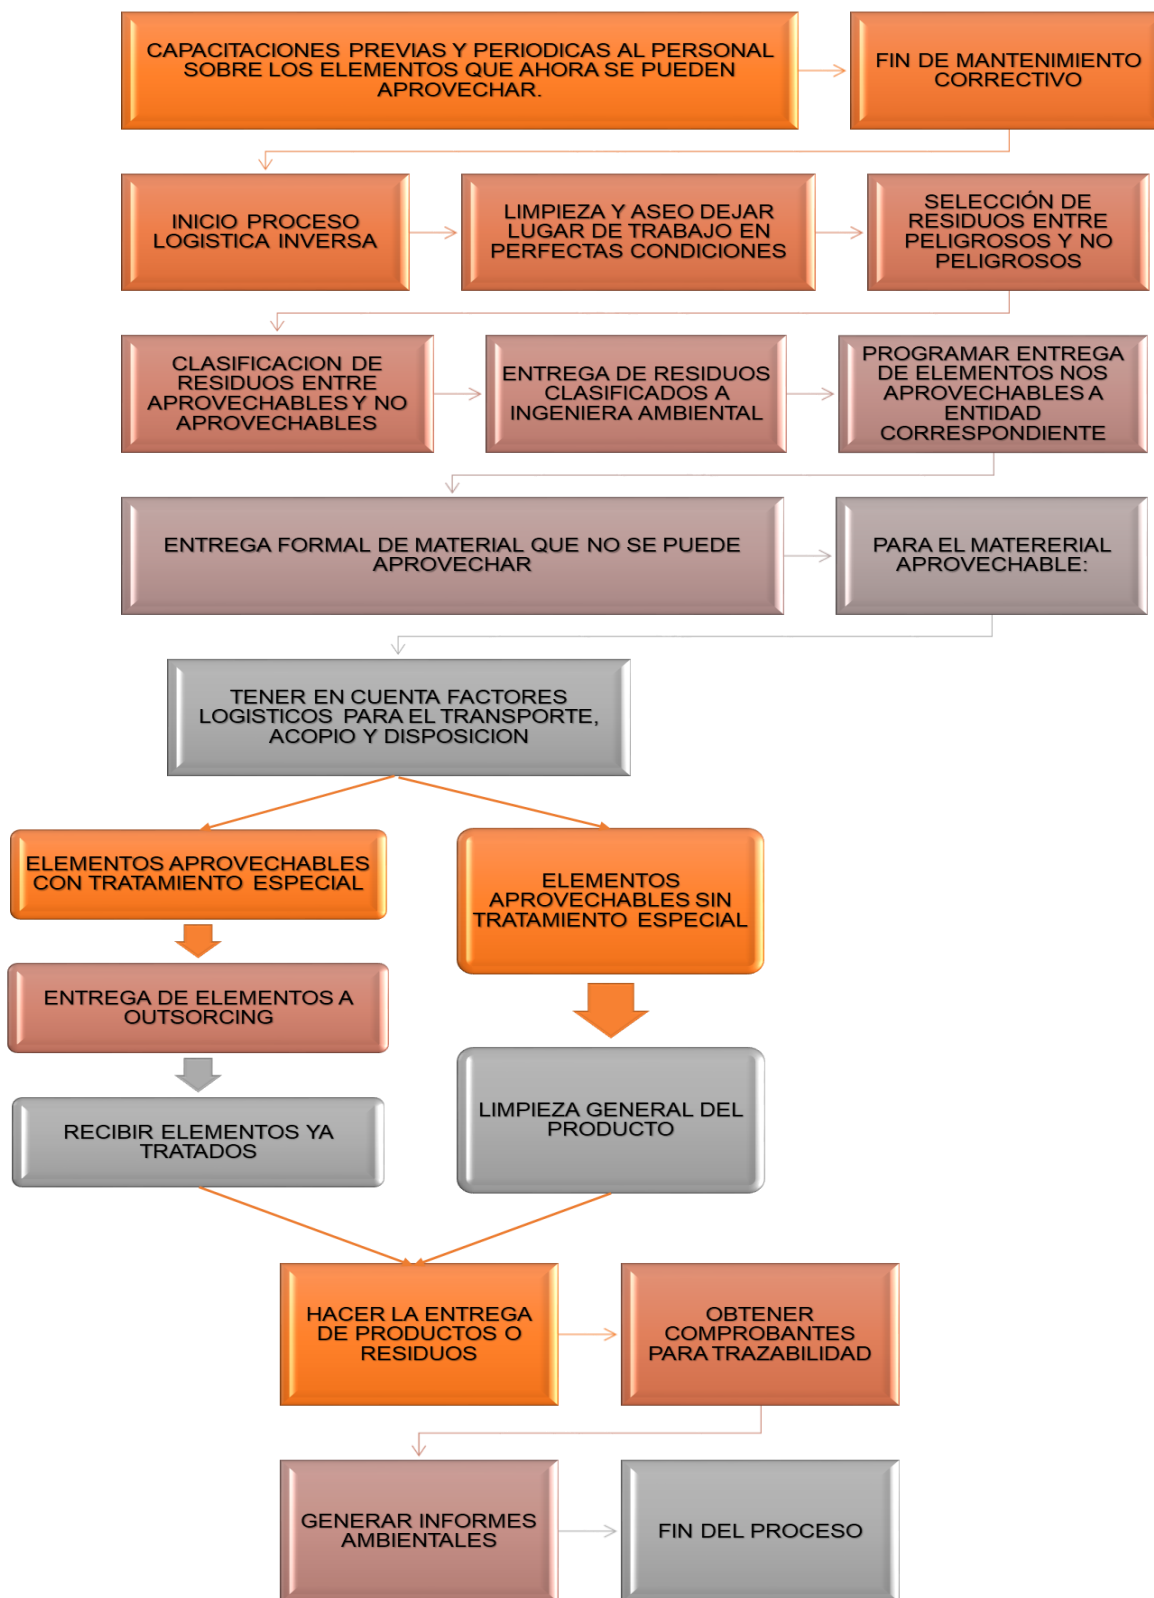 CAPACITACIONES PREVIAS Y PERIODICAS AL PERSONAL
SOBRE LOS ELEMENTOS QUE AHORA SE PUEDEN
APROVECHAR.
FIN DE MANTENIMIENTO
CORRECTIVO
INICIO PROCESO
LOGISTICA INVERSA
LIMPIEZA Y ASEO DEJAR
LUGAR DE TRABAJO EN
PERFECTAS CONDICIONES
SELECCIÓN DE
RESIDUOS ENTRE
PELIGROSOS Y NO
PELIGROSOS
CLASIFICACION DE
RESIDUOS ENTRE
APROVECHABLES Y NO
APROVECHABLES
ENTREGA DE RESIDUOS
CLASIFICADOS A
INGENIERA AMBIENTAL
PROGRAMAR ENTREGA
DE ELEMENTOS NOS
APROVECHABLES A
ENTIDAD
CORRESPONDIENTE
ENTREGA FORMAL DE MATERIAL QUE NO SE PUEDE
APROVECHAR
PARA EL MATERERIAL
APROVECHABLE:
TENER EN CUENTA FACTORES
LOGISTICOS PARA EL TRANSPORTE,
ACOPIO Y DISPOSICION
ELEMENTOS APROVECHABLES
CON TRATAMIENTO ESPECIAL
ELEMENTOS
APROVECHABLES SIN
TRATAMIENTO ESPECIAL
ENTREGA DE ELEMENTOS A
OUTSORCING
LIMPIEZA GENERAL DEL
PRODUCTO
RECIBIR ELEMENTOS YA
TRATADOS
HACER LA ENTREGA
DE PRODUCTOS O
RESIDUOS
OBTENER
COMPROBANTES
PARA TRAZABILIDAD
GENERAR INFORMES
AMBIENTALES
FIN DEL PROCESO